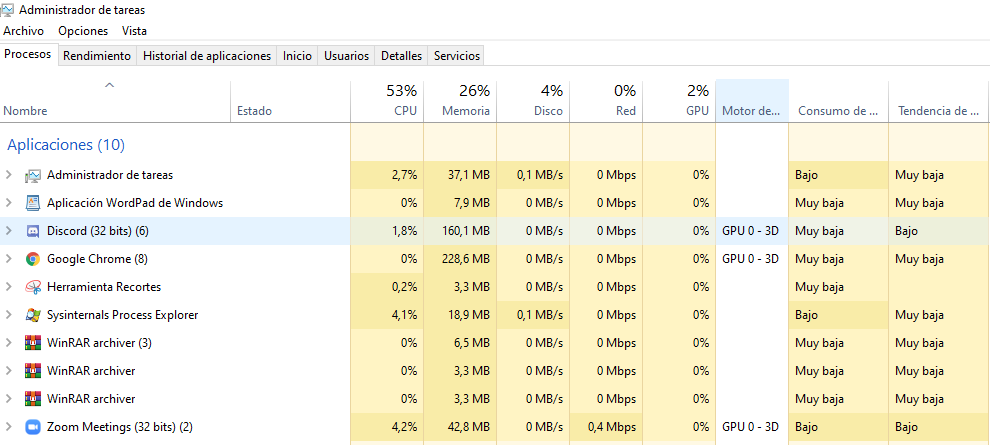 Administrador de tareas
Archivo Opciones Vista
Procesos Rendimiento Historial de aplicaciones Inicio Usuarios Detalles Servicios
53% 26% 4% 0% 2%
Nombre Estado CPU Memoria Disco Red GPU Motor de... Consumo de ... Tendencia de ...
Aplicaciones (10)
Administrador de tareas 2,7% 37,1 MB 0,1 MB/s 0 Mbps 0% Bajo Muy baja
Aplicación WordPad de Windows 0% 7,9 MB 0 MB/s 0 Mbps 0% Muy baja Muy baja
Discord (32 bits) (6) 1,8% 160,1 MB 0 MB/s 0 Mbps 0% GPU 0 - 3D Muy baja Bajo
Google Chrome (8) 0% 228,6 MB 0 MB/s 0 Mbps 0% GPU 0 - 3D Muy baja Muy baja
Herramienta Recortes 0,2% 3,3 MB 0 MB/s 0 Mbps 0% Muy baja
Sysinternals Process Explorer 4,1% 18,9 MB 0,1 MB/s 0 Mbps 0% Bajo Muy baja
WinRAR archiver (3) 0% 6,5 MB 0 MB/s 0 Mbps 0% Muy baja Muy baja
WinRAR archiver 0% 3,3 MB 0 MB/s 0 Mbps 0% Muy baja Muy baja
WinRAR archiver 0% 3,3 MB 0 MB/s 0 Mbps 0% Muy baja Muy baja
Zoom Meetings (32 bits) (2) 4,2% 42,8 MB 0 MB/s 0,4 Mbps 0% GPU 0 - 3D Bajo Bajo